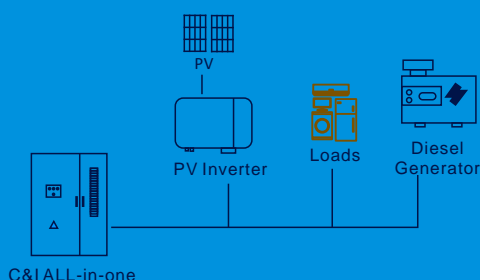 PV
PV Inverter
Loads
Diesel
Generator
C&I ALL-in-one